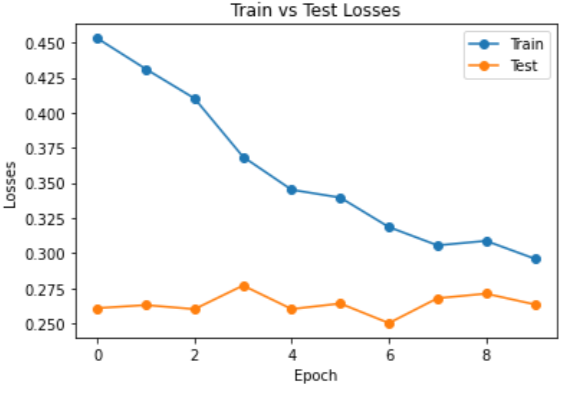 Train vs Test Losses
Train
Test
Losses
0.450
0.425
0.400
0.375
0.350
0.325
0.300
0.275
0.250
0 2 4 6 8
Epoch